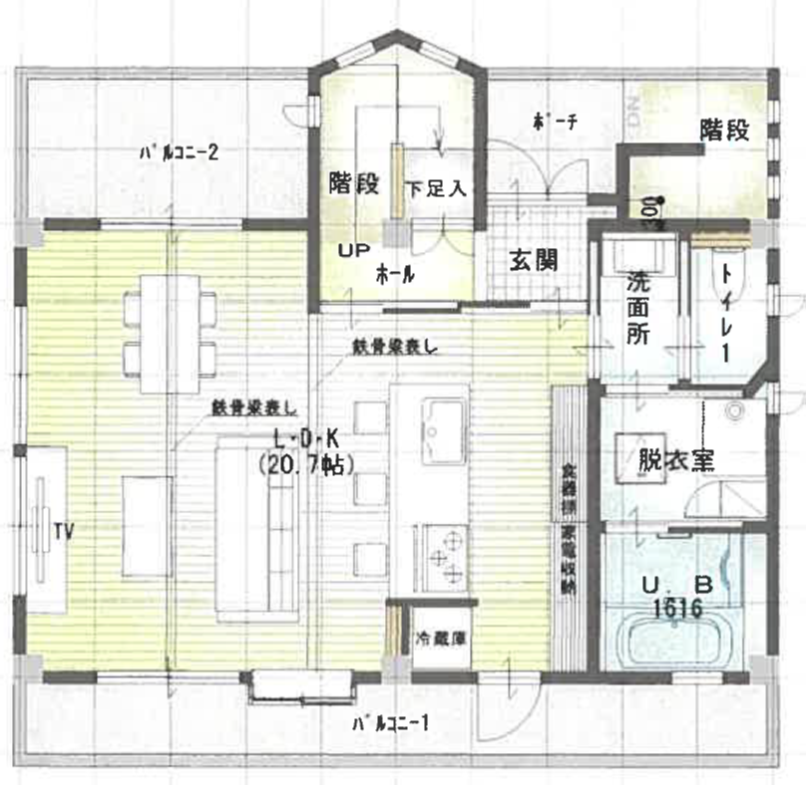 ﾊﾞﾙｺﾆｰ2
ﾎﾟｰﾁ
DN
階段
階段
下足入
300
UP
ﾎｰﾙ
玄関
洗面所
トイレ1
鉄骨梁表し
鉄骨梁表し
L・D・K
(20.7帖)
脱衣室
TV
食器棚 家電収納
U.B
1616
冷蔵庫
ﾊﾞﾙｺﾆｰ1